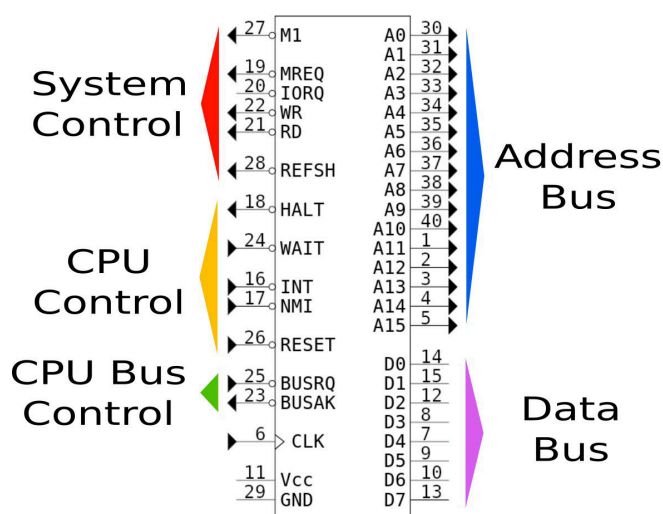 System
Control
CPU
Control
CPU Bus
Control
27 M1
19 MREQ
20 IORQ
22 WR
21 RD
28 REFSH
18 HALT
24 WAIT
16 INT
17 NMI
26 RESET
25 BUSRQ
23 BUSAK
6 CLK
11 Vcc
29 GND
A0 30
A1 31
A2 32
A3 33
A4 34
A5 35
A6 36
A7 37
A8 38
A9 39
A10 40
A11 1
A12 2
A13 3
A14 4
A15 5
D0 14
D1 15
D2 12
D3 8
D4 7
D5 9
D6 10
D7 13
Address
Bus
Data
Bus